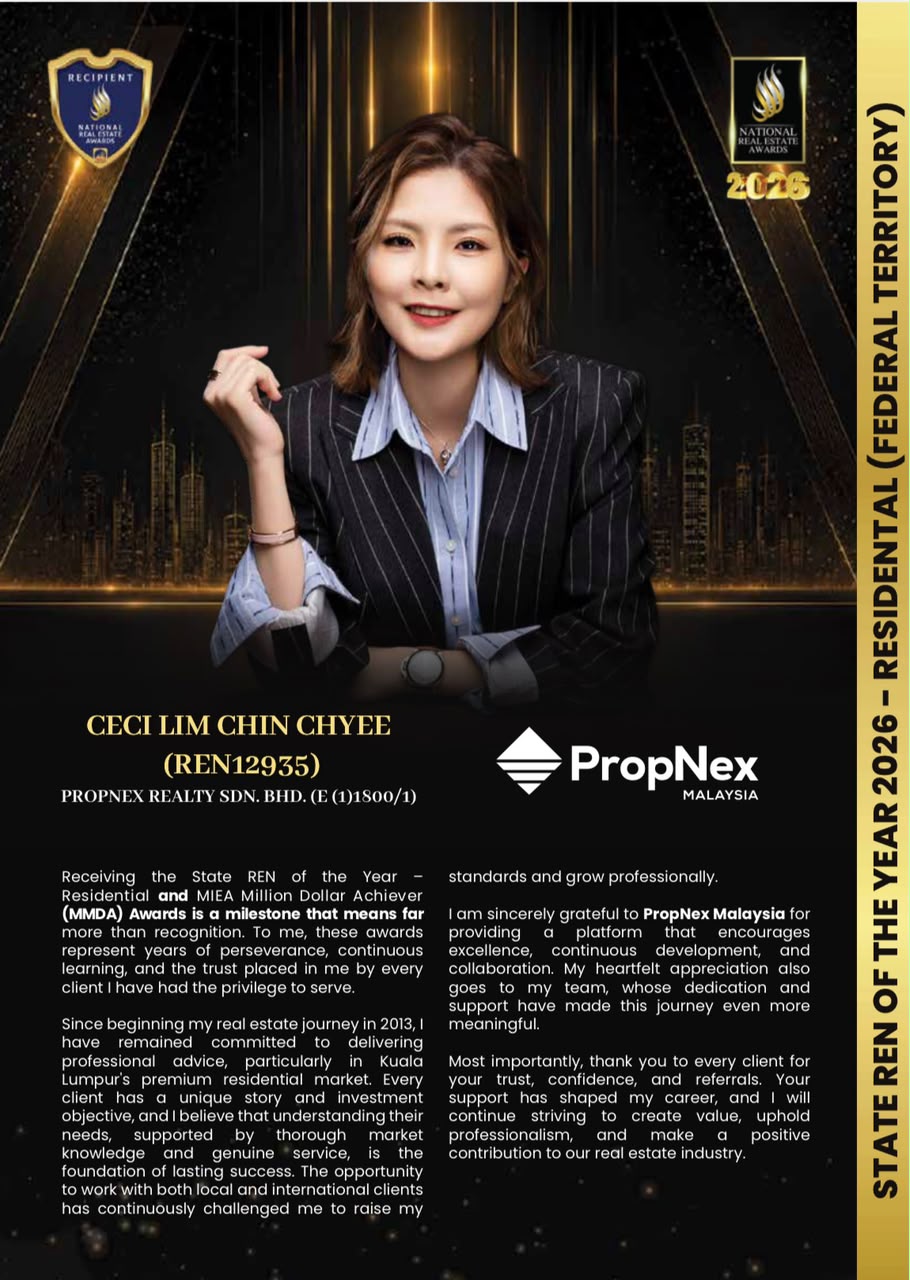 RECIPIENT
NATIONAL
REAL ESTATE
AWARDS
NATIONAL
REAL ESTATE
AWARDS
2026
STATE REN OF THE YEAR 2026 – RESIDENTAL (FEDERAL TERRITORY)
CECI LIM CHIN CHYEE
(REN12935)
PROPNEX REALTY SDN. BHD. (E (1)1800/1)
PropNex
MALAYSIA
Receiving the State REN of the Year –
Residential and MIEA Million Dollar Achiever
(MMDA) Awards is a milestone that means far
more than recognition. To me, these awards
represent years of perseverance, continuous
learning, and the trust placed in me by every
client I have had the privilege to serve.
Since beginning my real estate journey in 2013, I
have remained committed to delivering
professional advice, particularly in Kuala
Lumpur's premium residential market. Every
client has a unique story and investment
objective, and I believe that understanding their
needs, supported by thorough market
knowledge and genuine service, is the
foundation of lasting success. The opportunity
to work with both local and international clients
has continuously challenged me to raise my
standards and grow professionally.
I am sincerely grateful to PropNex Malaysia for
providing a platform that encourages
excellence, continuous development, and
collaboration. My heartfelt appreciation also
goes to my team, whose dedication and
support have made this journey even more
meaningful.
Most importantly, thank you to every client for
your trust, confidence, and referrals. Your
support has shaped my career, and I will
continue striving to create value, uphold
professionalism, and make a positive
contribution to our real estate industry.